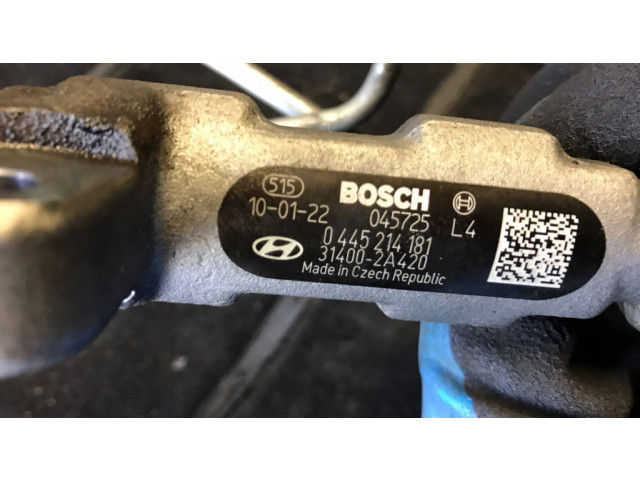 515 BOSCH
10-01-22 045725 L4
0 445 214 181
31400-2A420
Made in Czech Republic